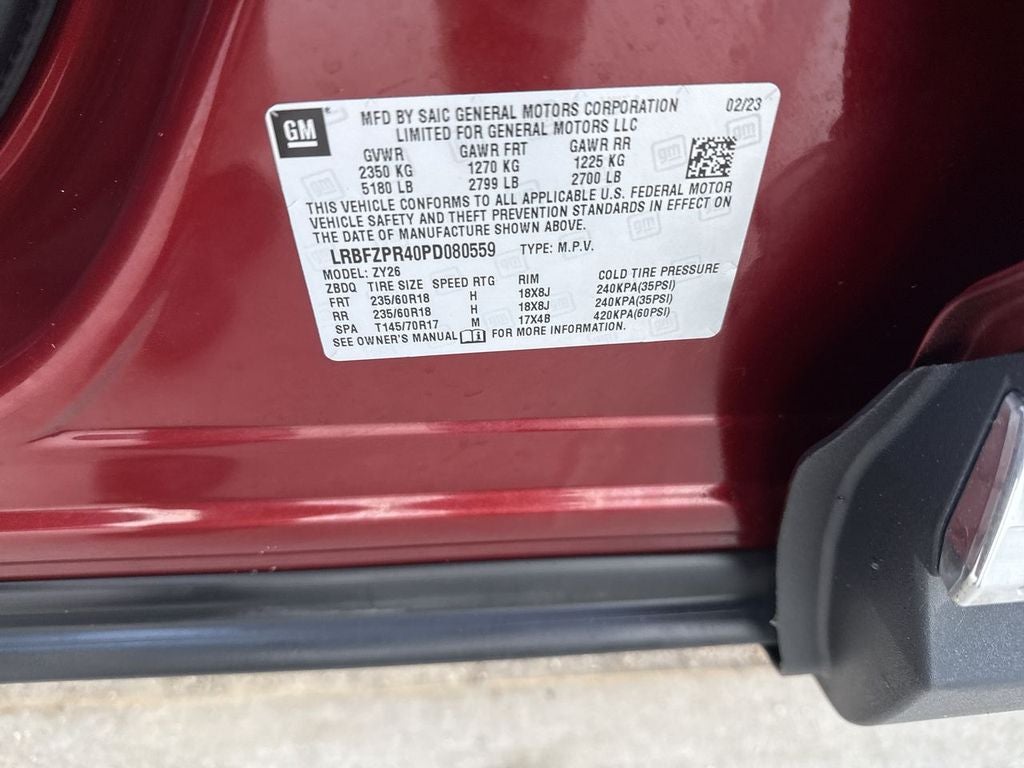 GM
MFD BY SAIC GENERAL MOTORS CORPORATION 02/23
LIMITED FOR GENERAL MOTORS LLC
GVWR GAWR FRT GAWR RR
2350 KG 1270 KG 1225 KG
5180 LB 2799 LB 2700 LB
THIS VEHICLE CONFORMS TO ALL APPLICABLE U.S. FEDERAL MOTOR
VEHICLE SAFETY AND THEFT PREVENTION STANDARDS IN EFFECT ON
THE DATE OF MANUFACTURE SHOWN ABOVE.
LRBFZPR40PD080559 TYPE: M.P.V.
MODEL: ZY26
ZBDQ TIRE SIZE SPEED RTG RIM COLD TIRE PRESSURE
FRT 235/60R18 H 18X8J 240KPA(35PSI)
RR 235/60R18 H 18X8J 240KPA(35PSI)
SPA T145/70R17 M 17X4B 420KPA(60PSI)
SEE OWNER'S MANUAL i FOR MORE INFORMATION.